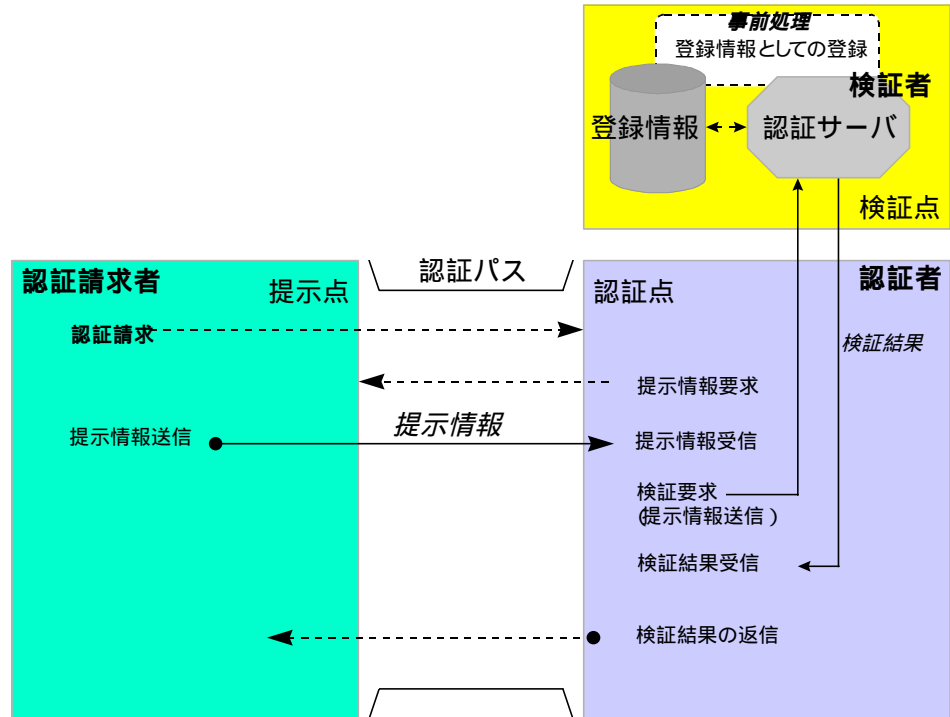 事前処理
登録情報としての登録
検証者
登録情報
認証サーバ
検証点
認証請求者
提示点
認証パス
認証点
認証者
認証請求
検証結果
提示情報要求
提示情報
提示情報送信
提示情報受信
検証要求
(提示情報送信)
検証結果受信
検証結果の返信